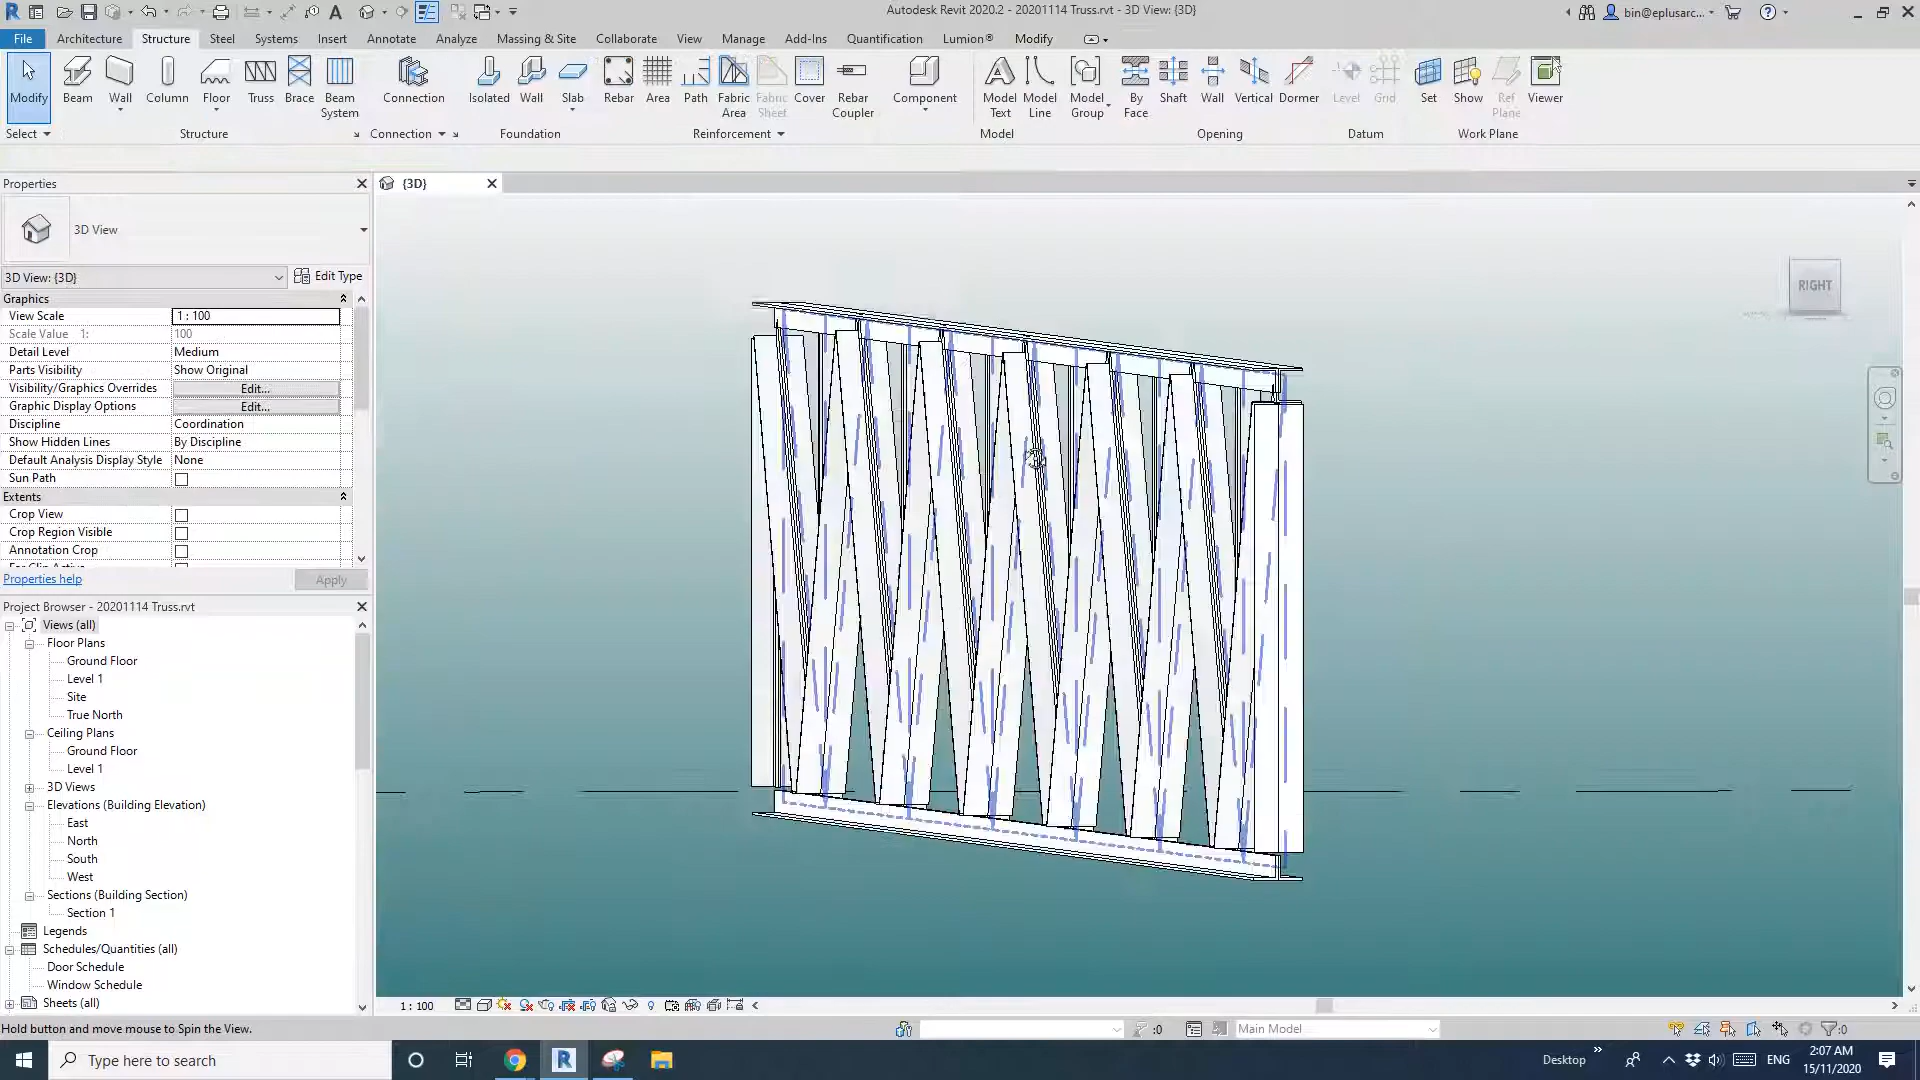 Autodesk Revit 2020.2 - 20201114 Truss.rvt - 3D View: {3D}
bin@eplusarc...
File Architecture Structure Steel Systems Insert Annotate Analyze Massing & Site Collaborate View Manage Add-Ins Quantification Lumion® Modify
Modify Beam Wall Column Floor Truss Brace Beam System Connection Isolated Wall Slab Rebar Area Path Fabric Area Fabric Sheet Cover Rebar Coupler Component Model Text Model Line Model Group By Face Shaft Wall Vertical Dormer Level Grid Set Show Ref Plane Viewer
Select Structure Connection Foundation Reinforcement Model Opening Datum Work Plane
Properties
{3D}
3D View
3D View: {3D} Edit Type
Graphics
View Scale 1 : 100
Scale Value 1: 100
Detail Level Medium
Parts Visibility Show Original
Visibility/Graphics Overrides Edit...
Graphic Display Options Edit...
Discipline Coordination
Show Hidden Lines By Discipline
Default Analysis Display Style None
Sun Path
Extents
Crop View
Crop Region Visible
Annotation Crop
Properties help Apply
Project Browser - 20201114 Truss.rvt
Views (all)
Floor Plans
Ground Floor
Level 1
Site
True North
Ceiling Plans
Ground Floor
Level 1
3D Views
Elevations (Building Elevation)
East
North
South
West
Sections (Building Section)
Section 1
Legends
Schedules/Quantities (all)
Door Schedule
Window Schedule
Sheets (all)
RIGHT
1 : 100
Hold button and move mouse to Spin the View.
:0
Main Model
:0
Type here to search
Desktop
ENG
2:07 AM
15/11/2020